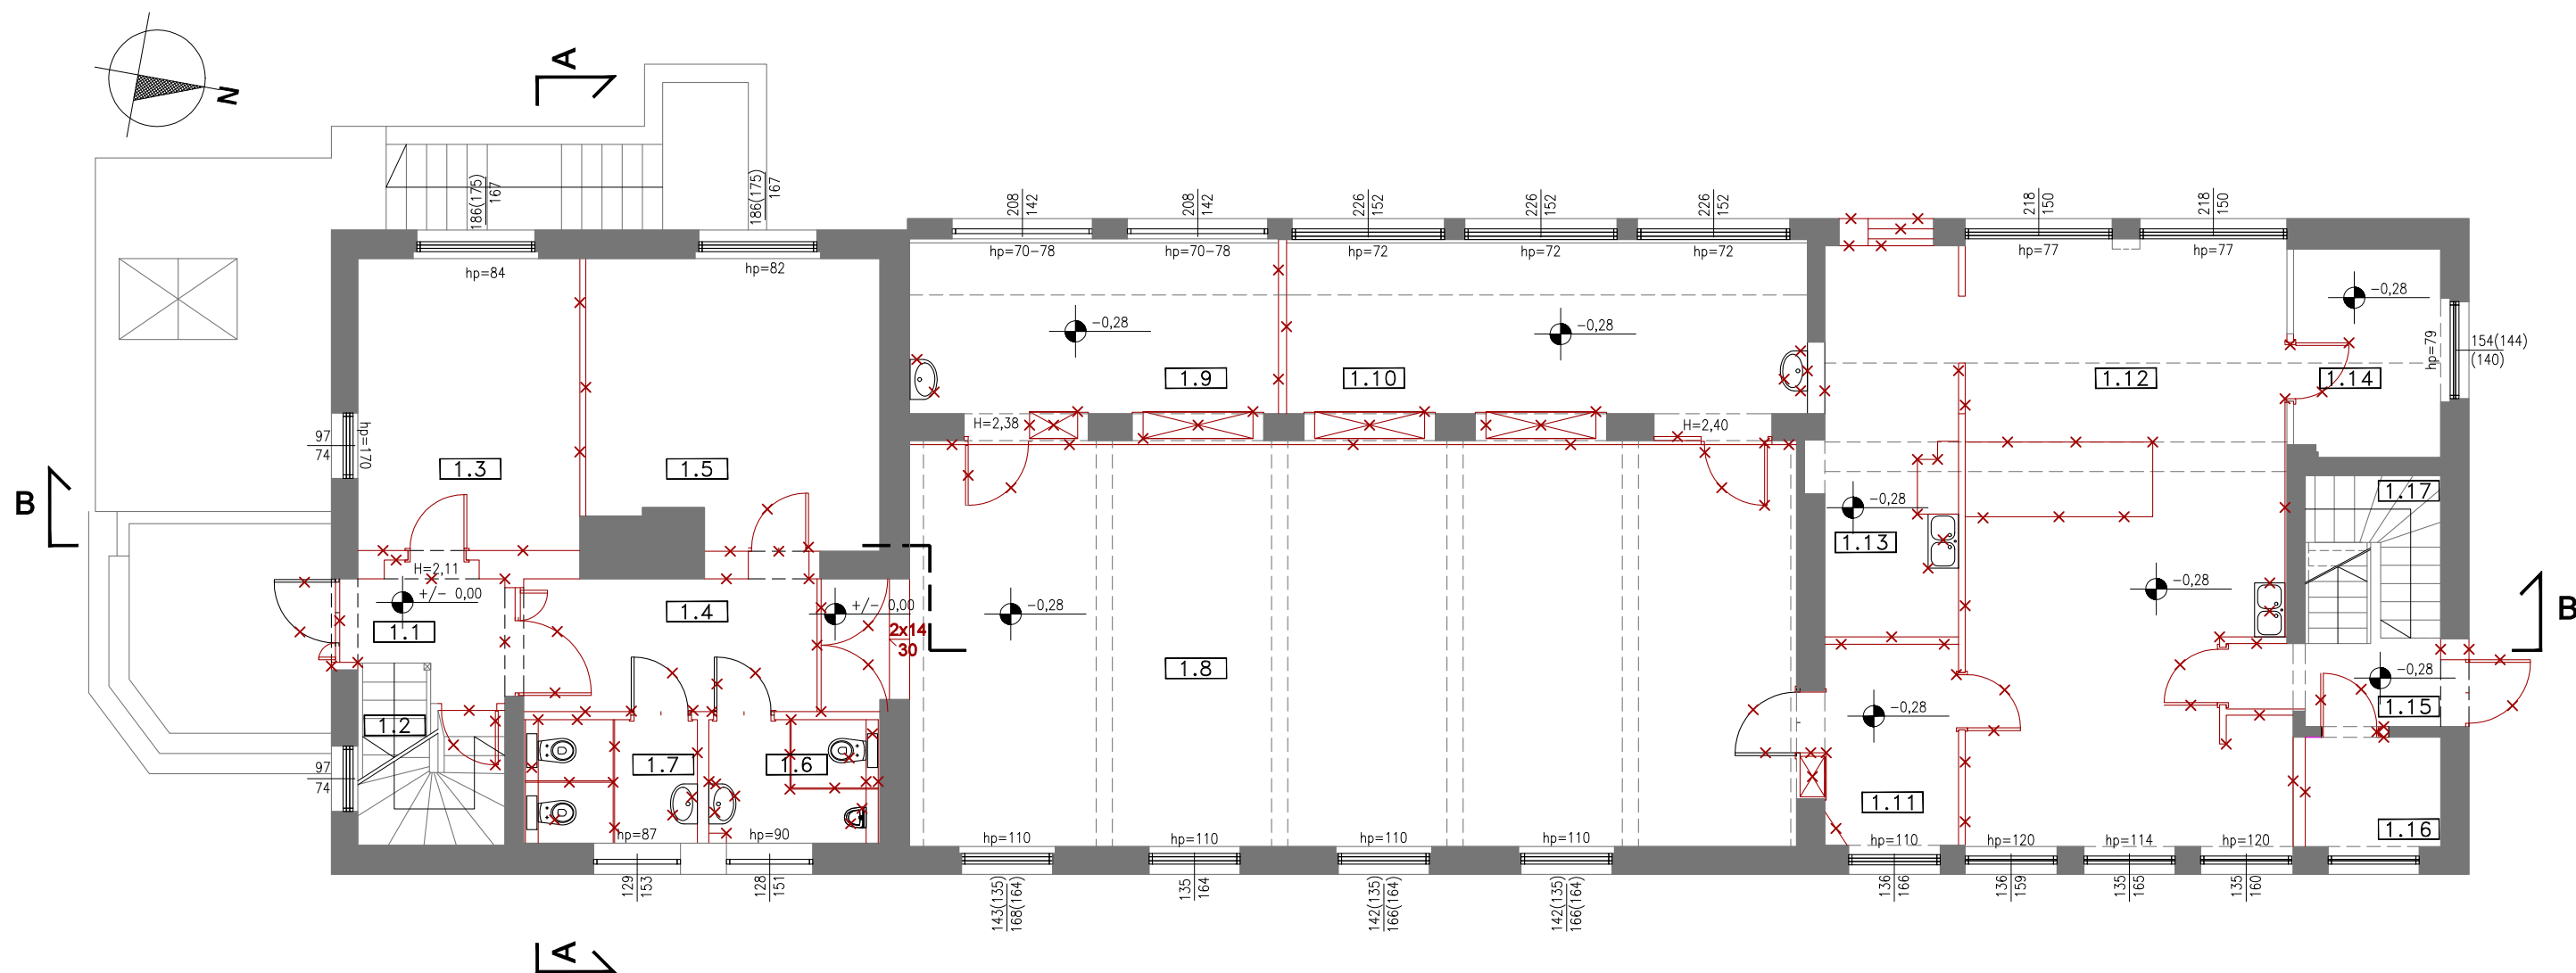 A
N
186(175)
167
186(175)
167
208
142
208
142
226
152
226
152
226
152
218
150
218
150
hp=84
hp=82
hp=70-78
hp=70-78
hp=72
hp=72
hp=72
hp=77
hp=77
-0,28
-0,28
-0,28
hp=79
154(144)
(140)
1.9
1.10
1.12
1.14
H=2,38
H=2,40
97
74
hp=170
1.3
1.5
B
-0,28
1.17
1.13
H=2,11
+/- 0,00
1.4
+/- 0,00
-0,28
-0,28
B
1.1
2x14
30
1.8
-0,28
1.15
1.2
-0,28
1.7
1.6
97
74
1.11
1.16
hp=87
hp=90
hp=110
hp=110
hp=110
hp=110
hp=110
hp=120
hp=114
hp=120
129
153
128
151
143(135)
168(164)
135
164
142(135)
166(164)
142(135)
166(164)
136
166
136
159
135
165
135
160
A